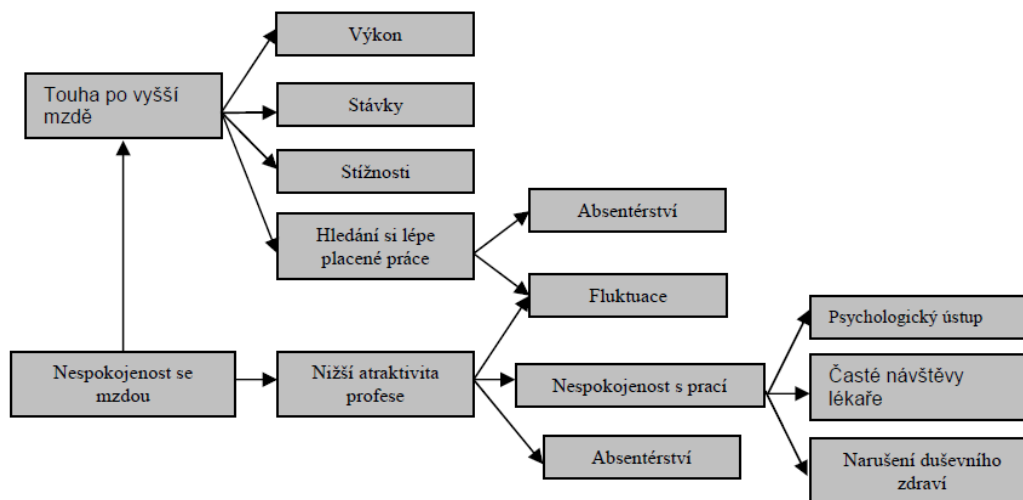 Výkon
Touha po vyšší
mzdě
Stávky
Stížnosti
Absentérství
Hledání si lépe
placené práce
Fluktuace
Psychologický ústup
Nespokojenost se
mzdou
Nižší atraktivita
profese
Nespokojenost s prací
Časté návštěvy
lékaře
Absentérství
Narušení duševního
zdraví